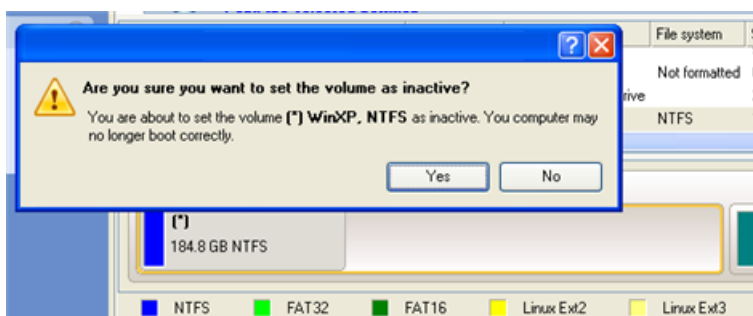 File system
Are you sure you want to set the volume as inactive?
Not formatted
rive
You are about to set the volume (*) WinXP, NTFS as inactive. You computer may
NTFS
no longer boot correctly.
Yes
No
(*)
184.8 GB NTFS
NTFS
FAT32
FAT16
Linux Ext2
Linux Ext3